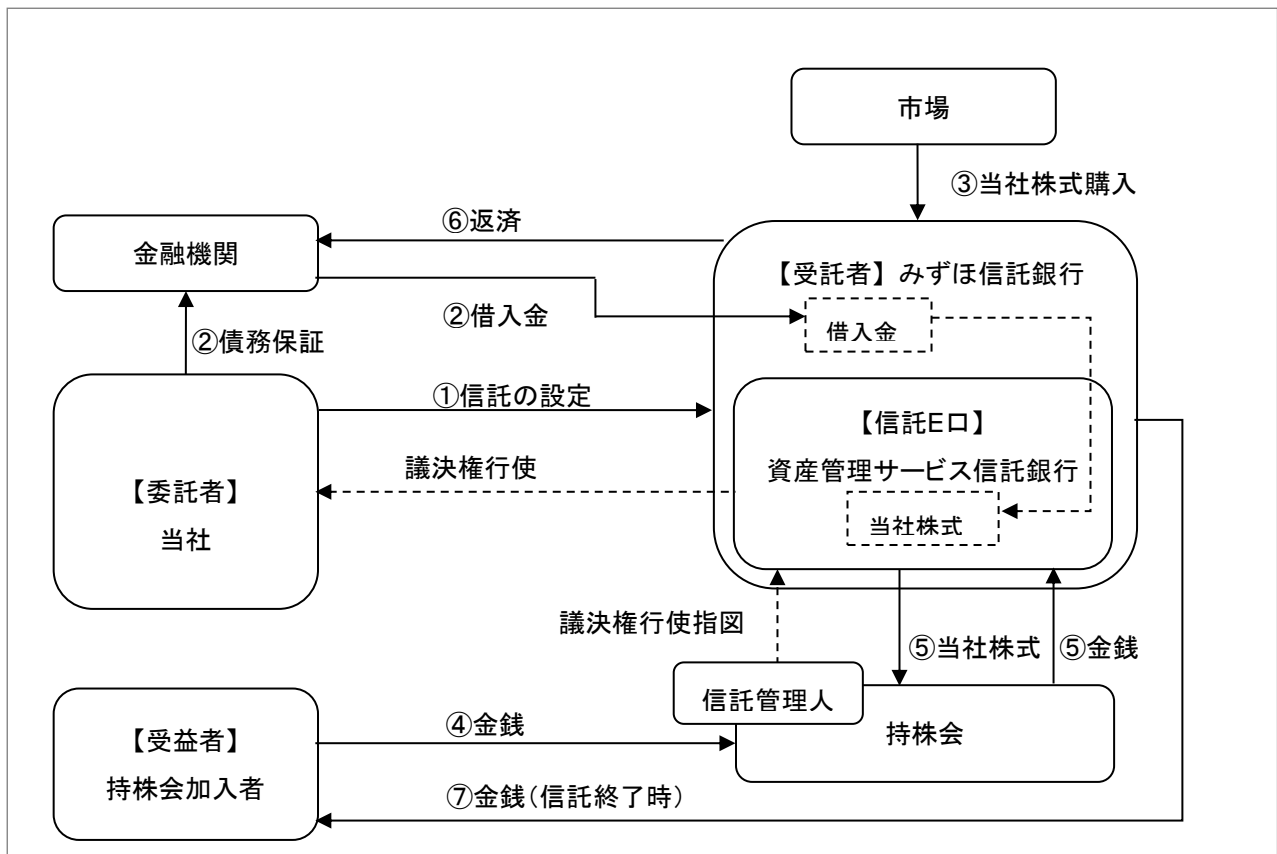 市場
③当社株式購入
⑥返済
金融機関
【受託者】みずほ信託銀行
②借入金
借入金
②債務保証
①信託の設定
【信託E口】
資産管理サービス信託銀行
議決権行使
【委託者】
当社
当社株式
議決権行使指図
⑤当社株式
⑤金銭
信託管理人
持株会
【受益者】
持株会加入者
④金銭
⑦金銭（信託終了時）